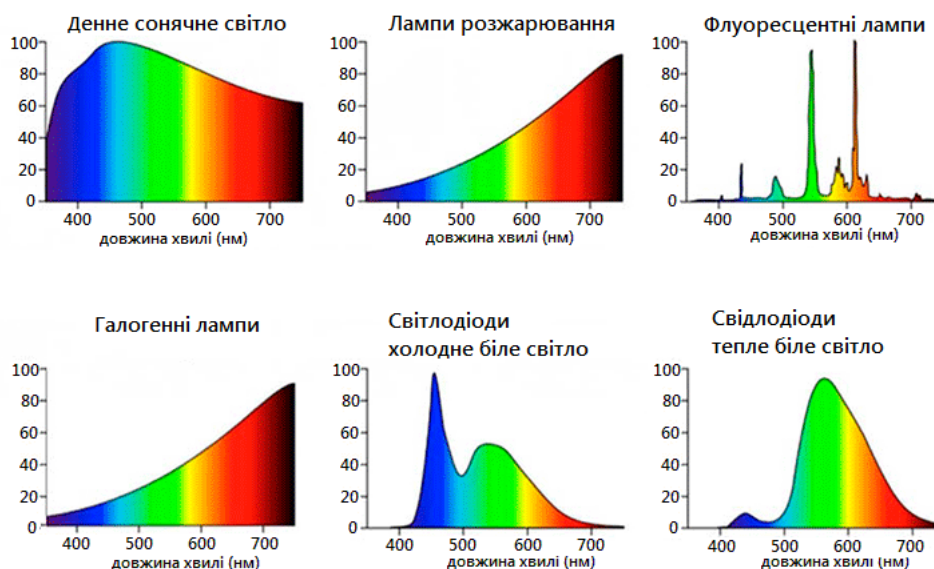 Денне сонячне світло
100
80
60
40
20
0
400 500 600 700
довжина хвилі (нм)
Лампи розжарювання
100
80
60
40
20
0
400 500 600 700
довжина хвилі (нм)
Флуоресцентні лампи
100
80
60
40
20
0
400 500 600 700
довжина хвилі (нм)
Галогенні лампи
100
80
60
40
20
0
400 500 600 700
довжина хвилі (нм)
Світлодіоди
холодне біле світло
100
80
60
40
20
0
400 500 600 700
довжина хвилі (нм)
Свідлодіоди
тепле біле світло
100
80
60
40
20
0
400 500 600 700
довжина хвилі (нм)